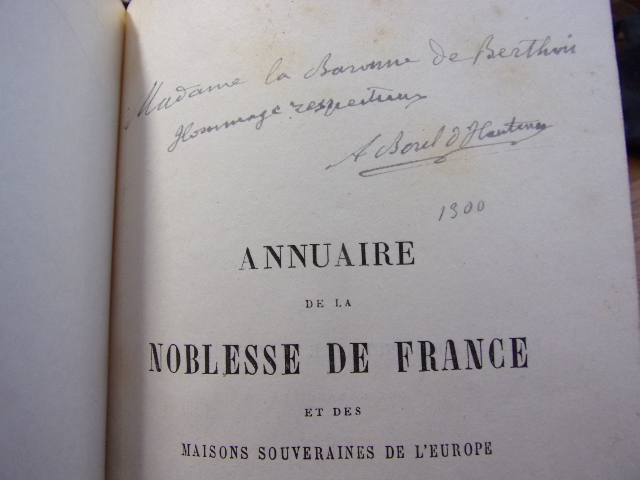 Madame la Baronne de Berthois
Hommage respectueux
A Borel d'Hauterive
1900
ANNUAIRE
DE LA
NOBLESSE DE FRANCE
ET DES
MAISONS SOUVERAINES DE L'EUROPE